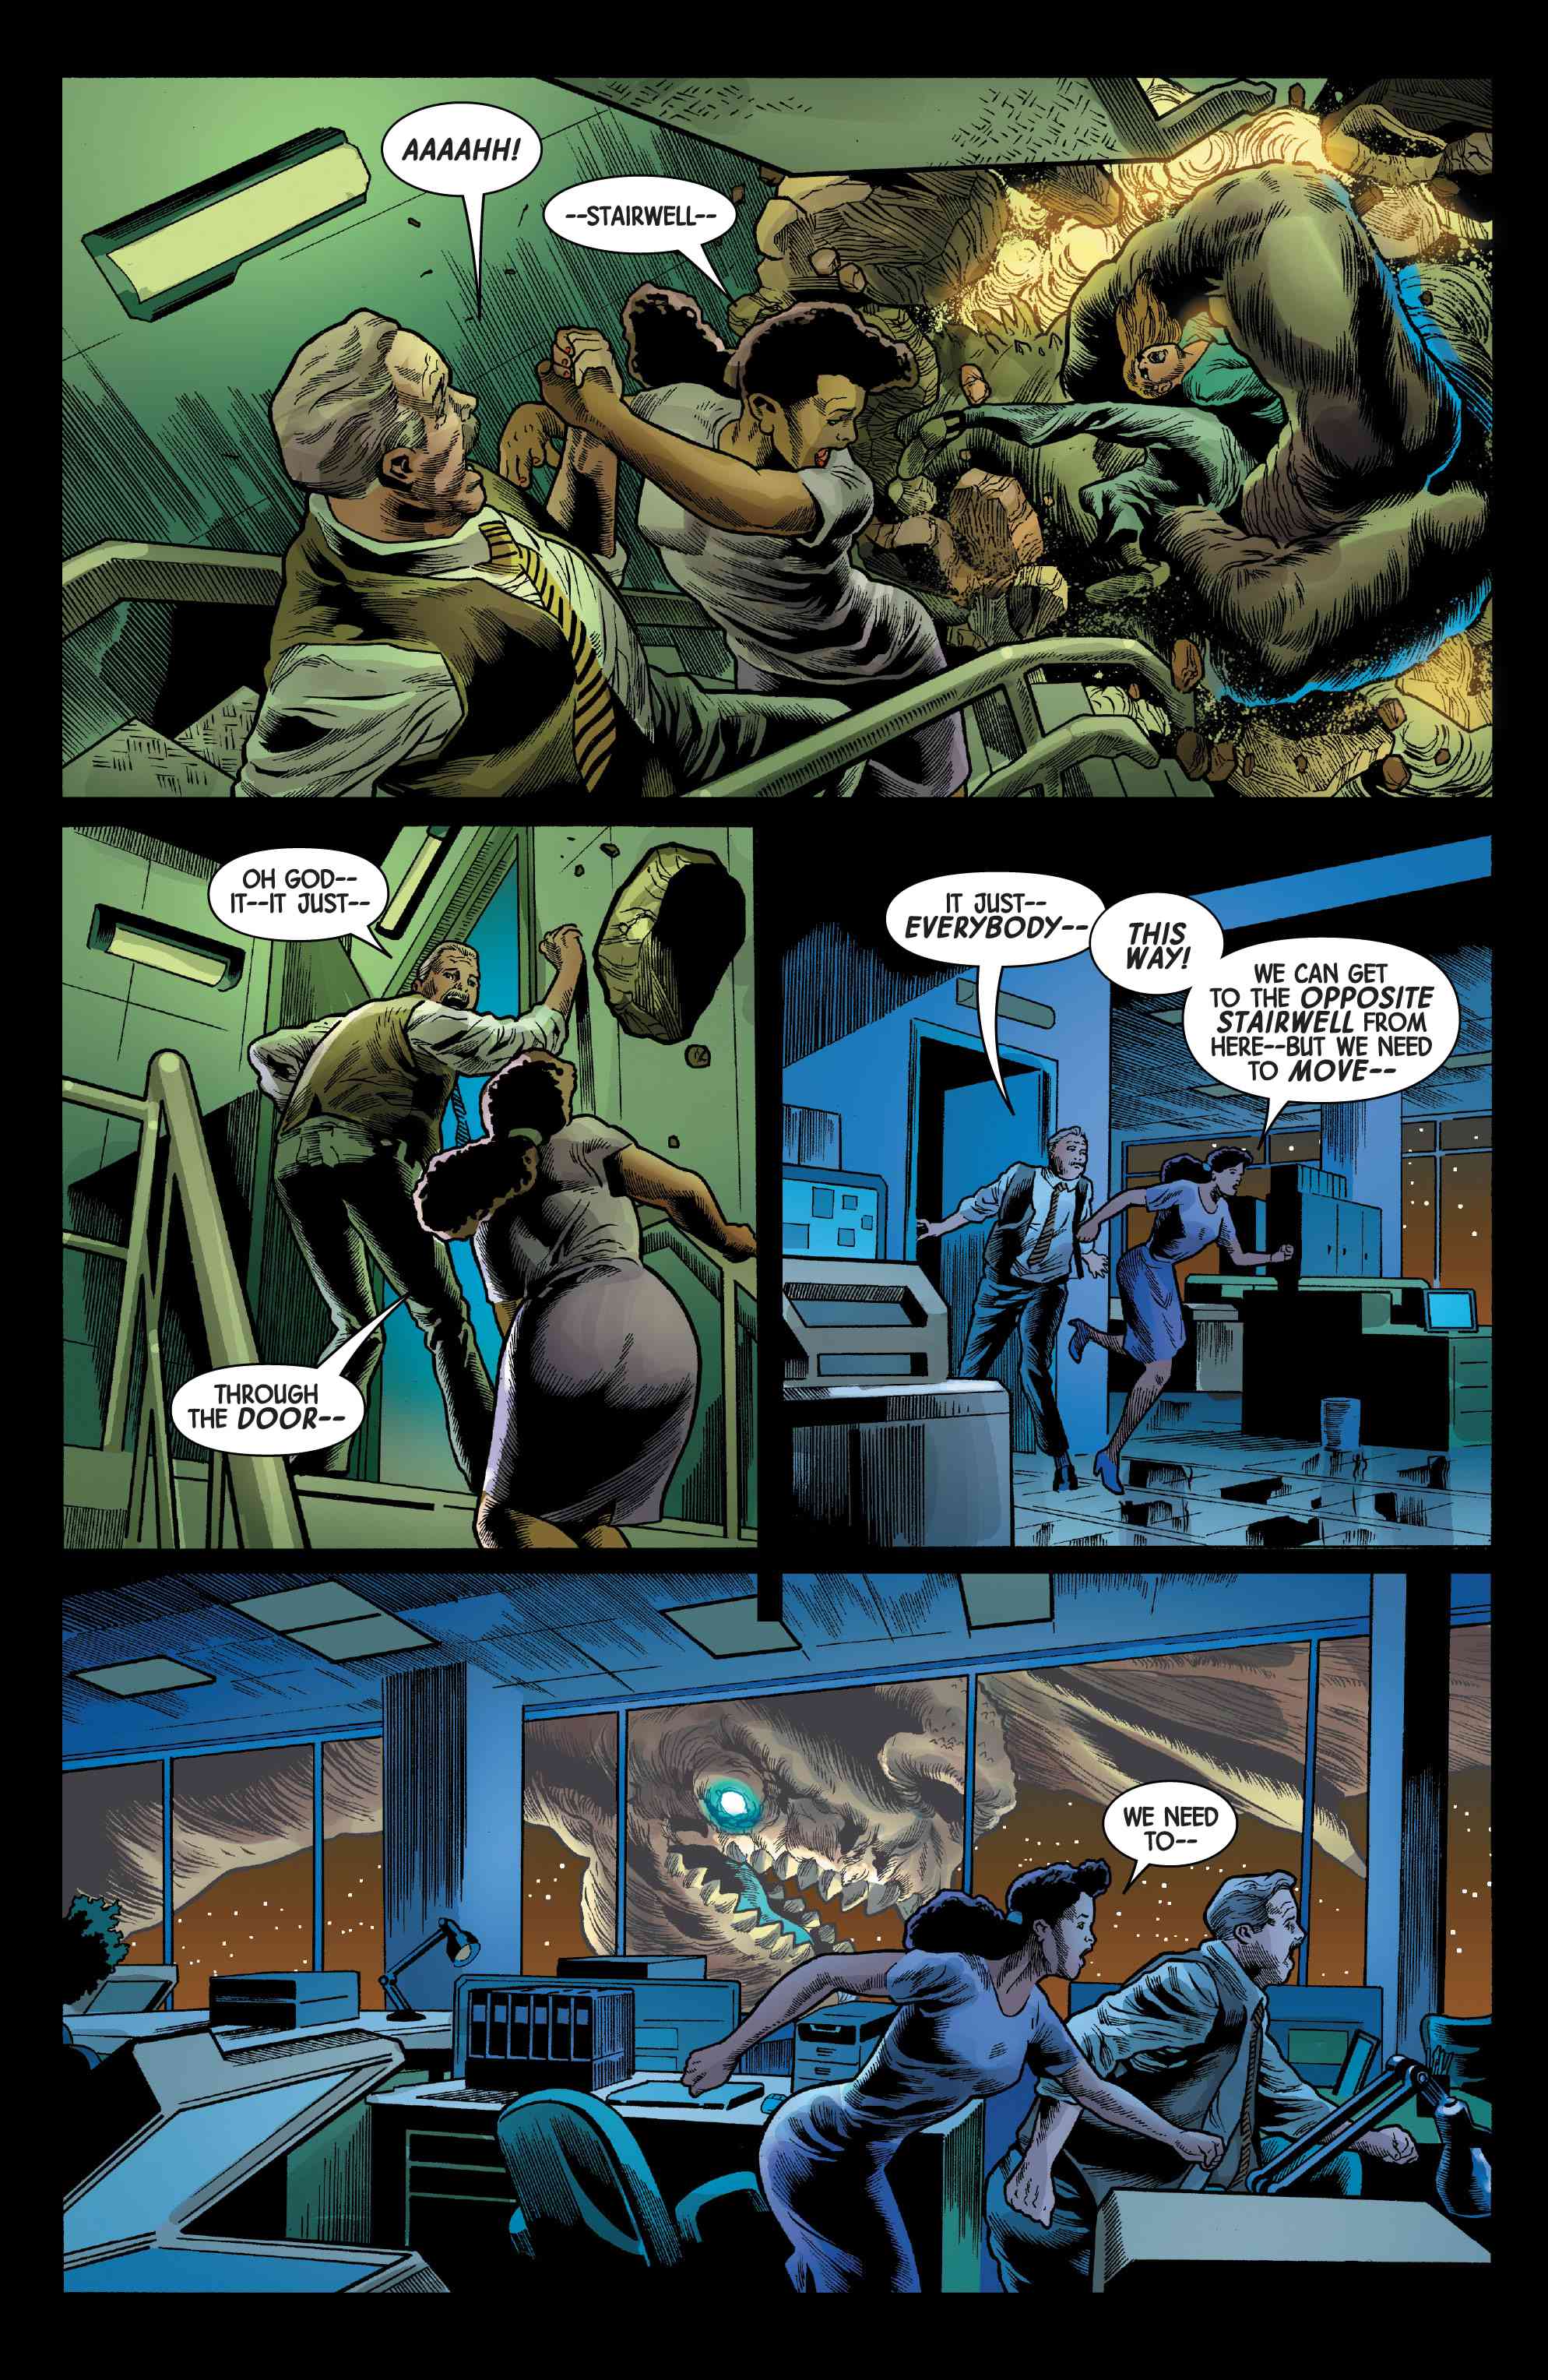 AAAAHH!
--STAIRWELL--
OH GOD--
IT--IT JUST--
THROUGH
THE DOOR--
IT JUST--
EVERYBODY--
THIS
WAY!
WE CAN GET
TO THE OPPOSITE
STAIRWELL FROM
HERE--BUT WE NEED
TO MOVE--
WE NEED
TO--